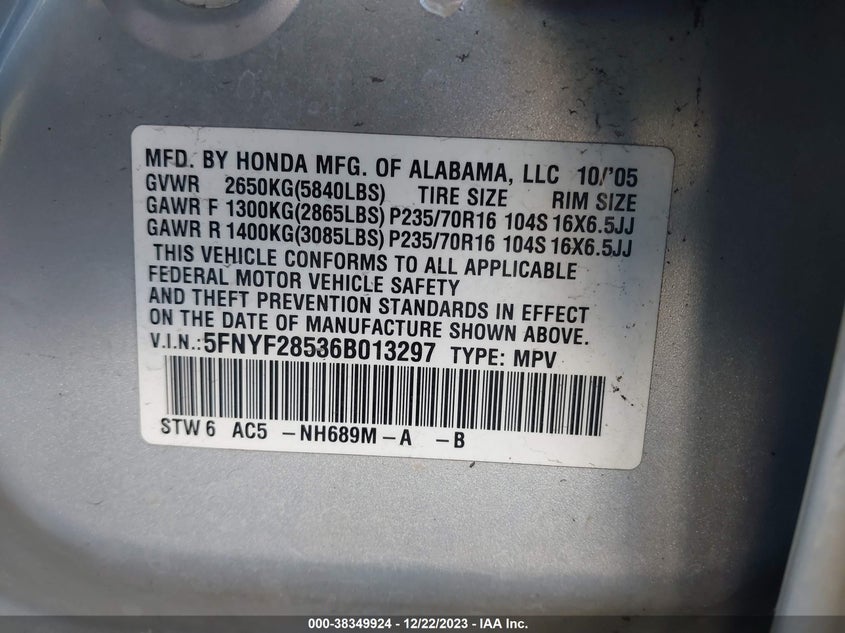 MFD. BY HONDA MFG. OF ALABAMA, LLC 10/'05
GVWR 2650KG(5840LBS) TIRE SIZE RIM SIZE
GAWR F 1300KG(2865LBS) P235/70R16 104S 16X6.5JJ
GAWR R 1400KG(3085LBS) P235/70R16 104S 16X6.5JJ
THIS VEHICLE CONFORMS TO ALL APPLICABLE
FEDERAL MOTOR VEHICLE SAFETY
AND THEFT PREVENTION STANDARDS IN EFFECT
ON THE DATE OF MANUFACTURE SHOWN ABOVE.
V.I.N.: 5FNYF28536B013297 TYPE: MPV
STW 6 AC5 -NH689M-A -B
000-38349924 - 12/22/2023 - IAA Inc.